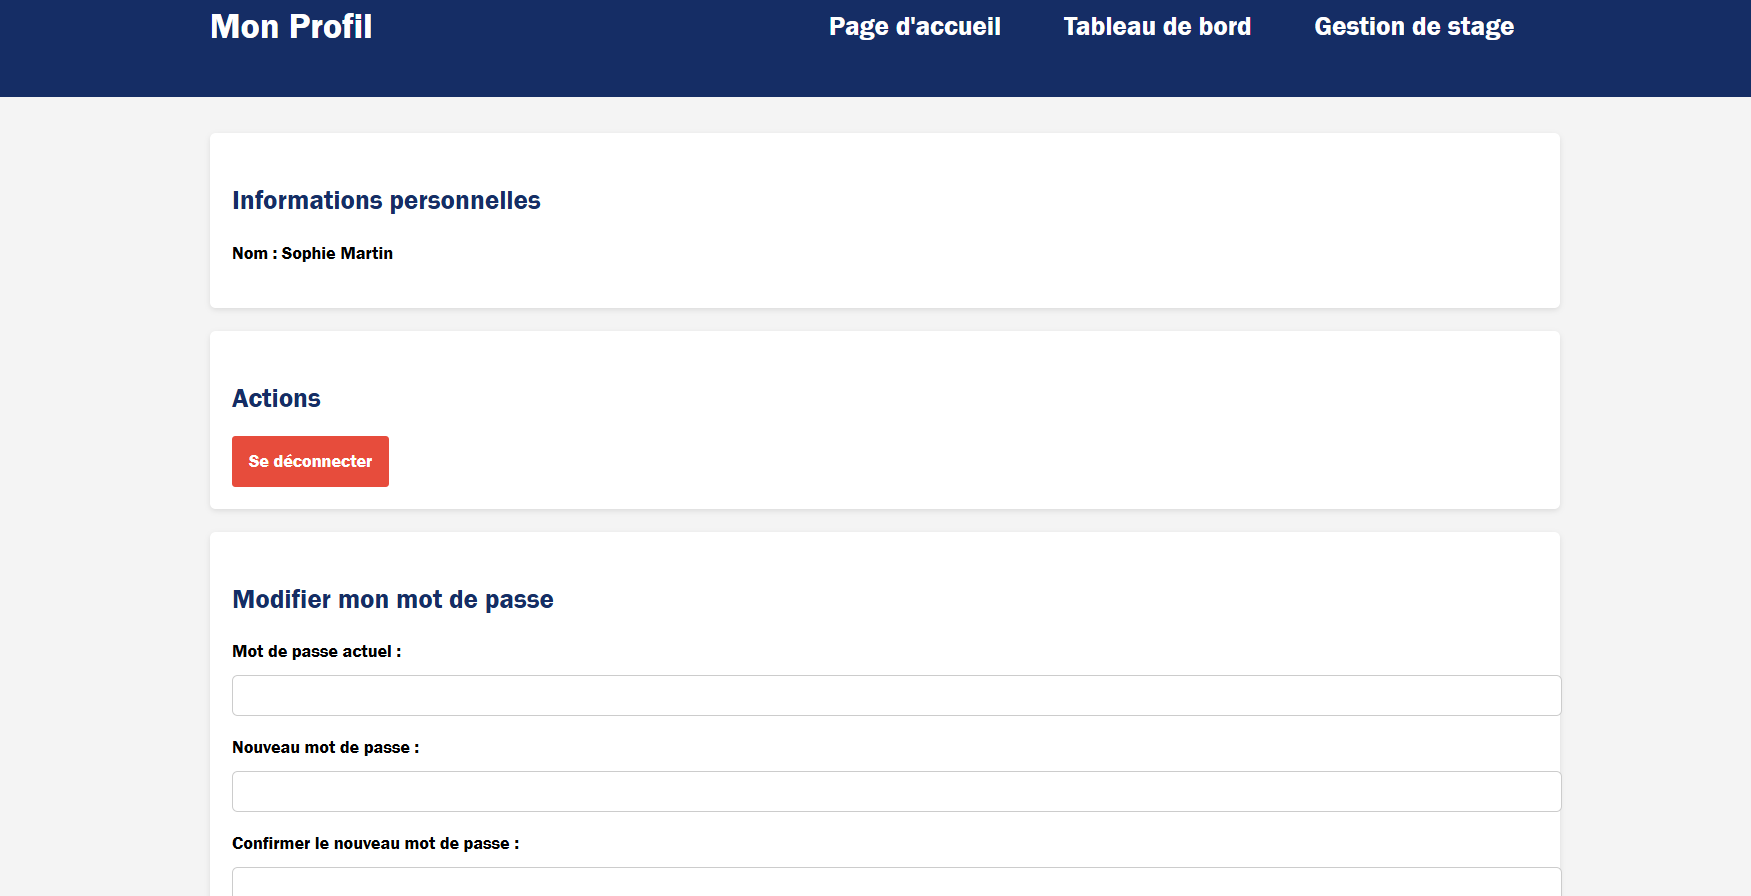 Mon Profil
Page d'accueil Tableau de bord Gestion de stage
Informations personnelles
Nom : Sophie Martin
Actions
Se déconnecter
Modifier mon mot de passe
Mot de passe actuel :
Nouveau mot de passe :
Confirmer le nouveau mot de passe :